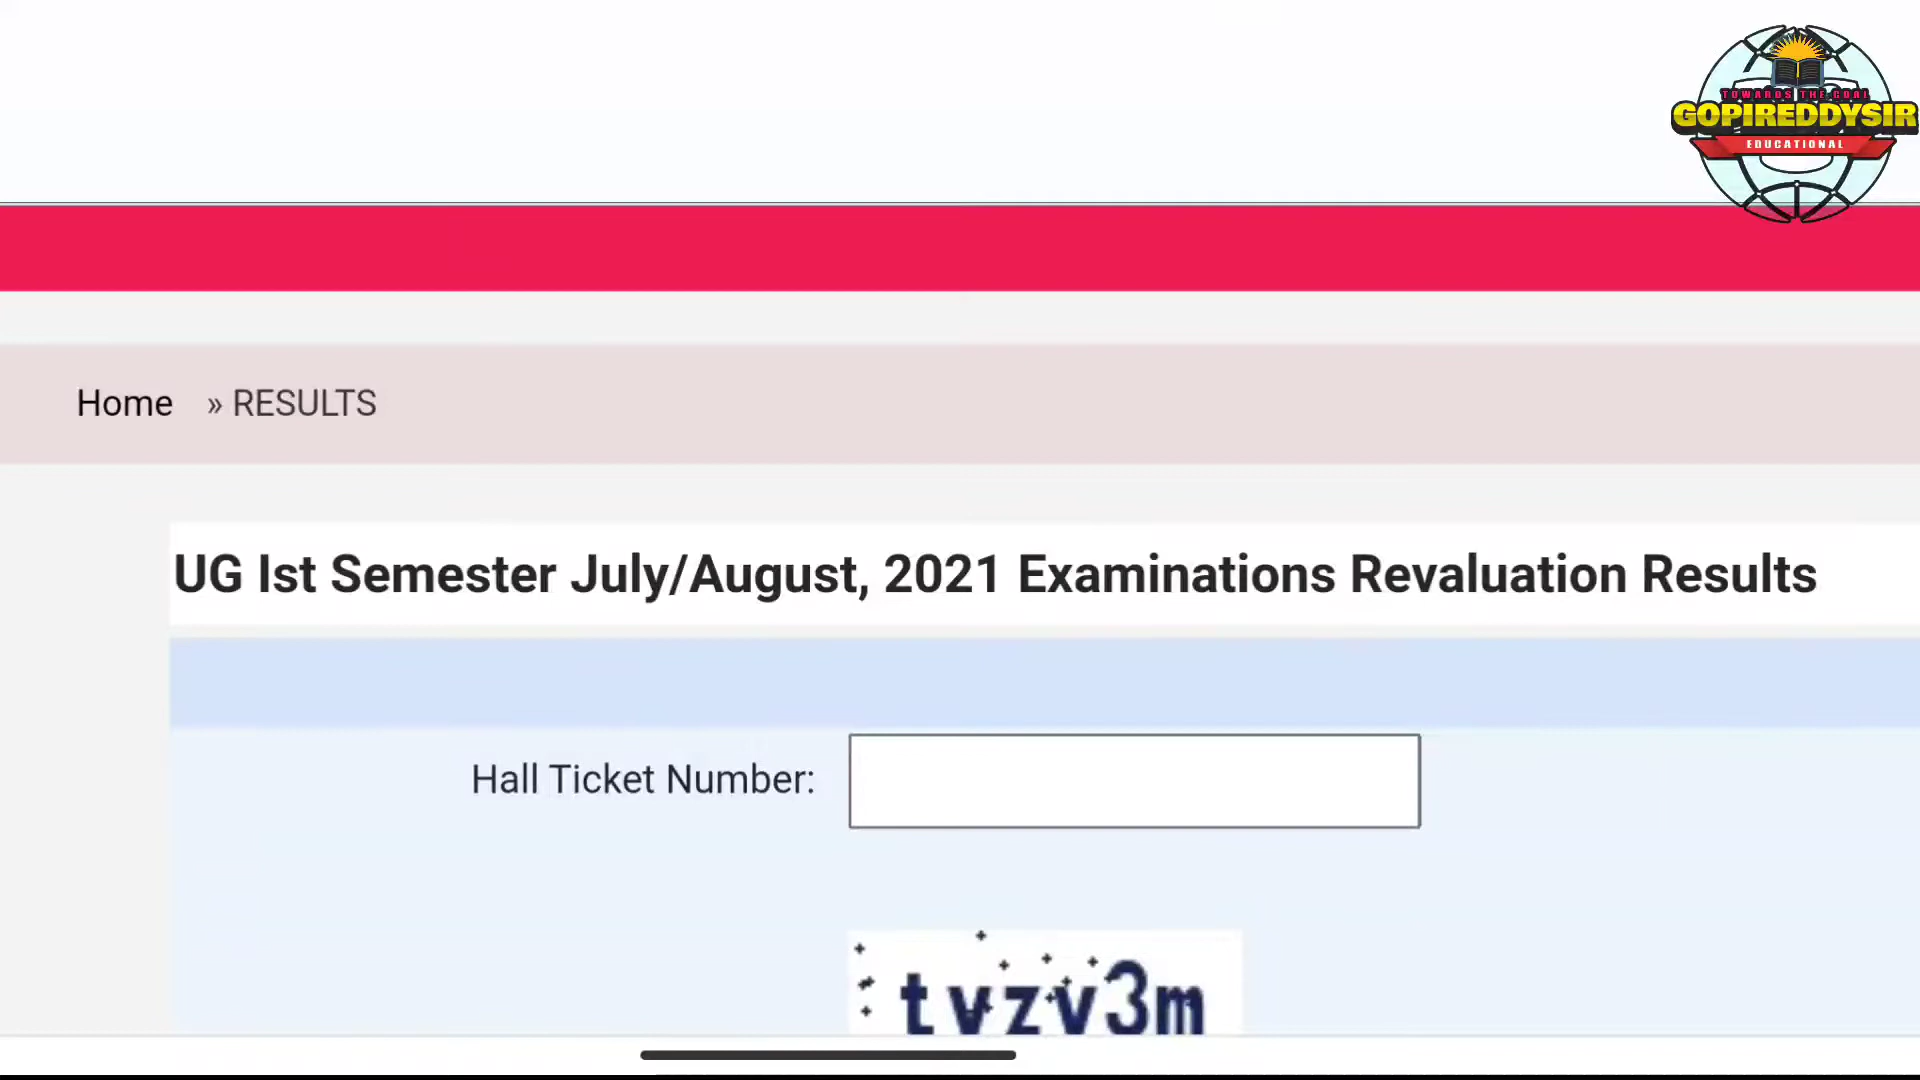 TOWARDS THE GOAL
GOPIREDDYSIR
EDUCATIONAL
Home » RESULTS
UG Ist Semester July/August, 2021 Examinations Revaluation Results
Hall Ticket Number:
tvzv3m